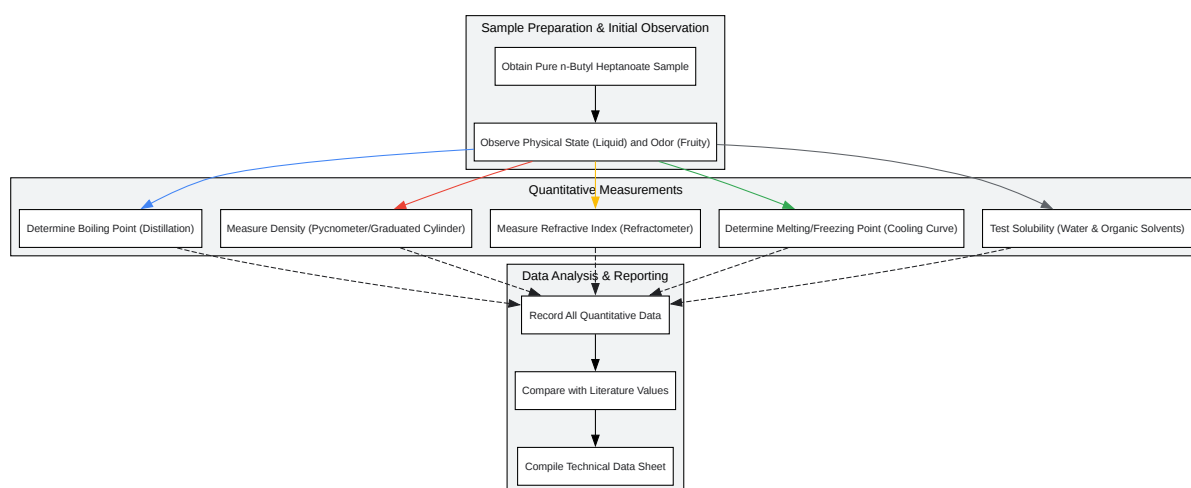 Sample Preparation & Initial Observation
Obtain Pure n-Butyl Heptanoate Sample
Observe Physical State (Liquid) and Odor (Fruity)
Quantitative Measurements
Determine Boiling Point (Distillation)
Measure Density (Pycnometer/Graduated Cylinder)
Measure Refractive Index (Refractometer)
Determine Melting/Freezing Point (Cooling Curve)
Test Solubility (Water & Organic Solvents)
Data Analysis & Reporting
Record All Quantitative Data
Compare with Literature Values
Compile Technical Data Sheet